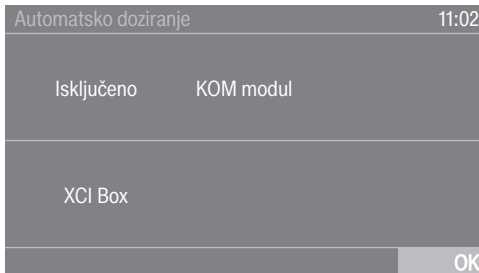 Automatsko doziranje 11:02
Isključeno KOM modul
XCI Box
OK